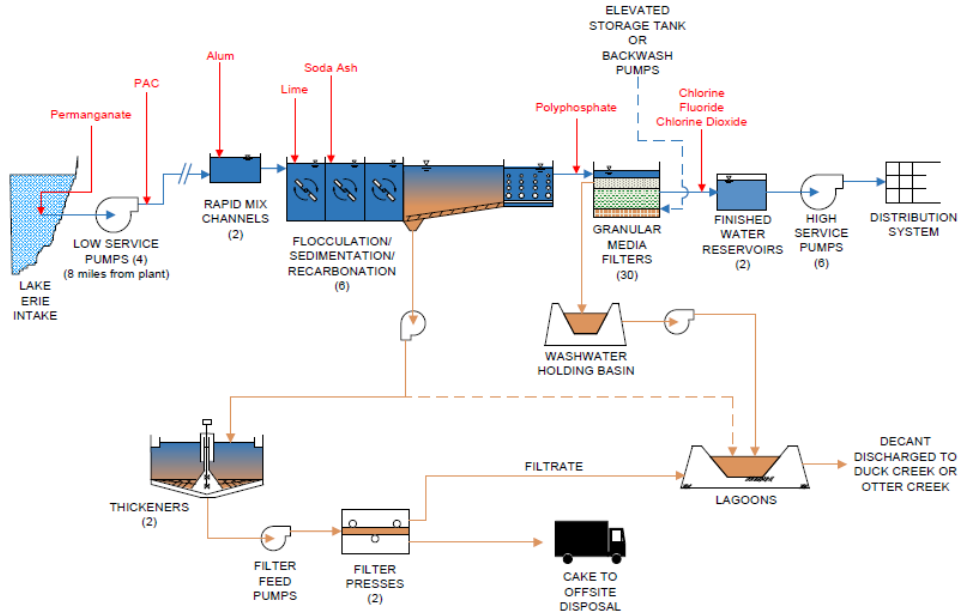 ELEVATED
STORAGE TANK
OR
BACKWASH
PUMPS
Alum
Soda Ash
PAC
Lime
Permanganate
Polyphosphate
Chlorine
Fluoride
Chlorine Dioxide
RAPID MIX
CHANNELS
(2)
LOW SERVICE
PUMPS (4)
(8 miles from plant)
LAKE
ERIE
INTAKE
FLOCCULATION/
SEDIMENTATION/
RECARBONATION
(6)
GRANULAR
MEDIA
FILTERS
(30)
FINISHED
WATER
RESERVOIRS
(2)
HIGH
SERVICE
PUMPS
(6)
DISTRIBUTION
SYSTEM
WASHWATER
HOLDING BASIN
THICKENERS
(2)
FILTRATE
LAGOONS
DECANT
DISCHARGED TO
DUCK CREEK OR
OTTER CREEK
FILTER
FEED
PUMPS
FILTER
PRESSES
(2)
CAKE TO
OFFSITE
DISPOSAL